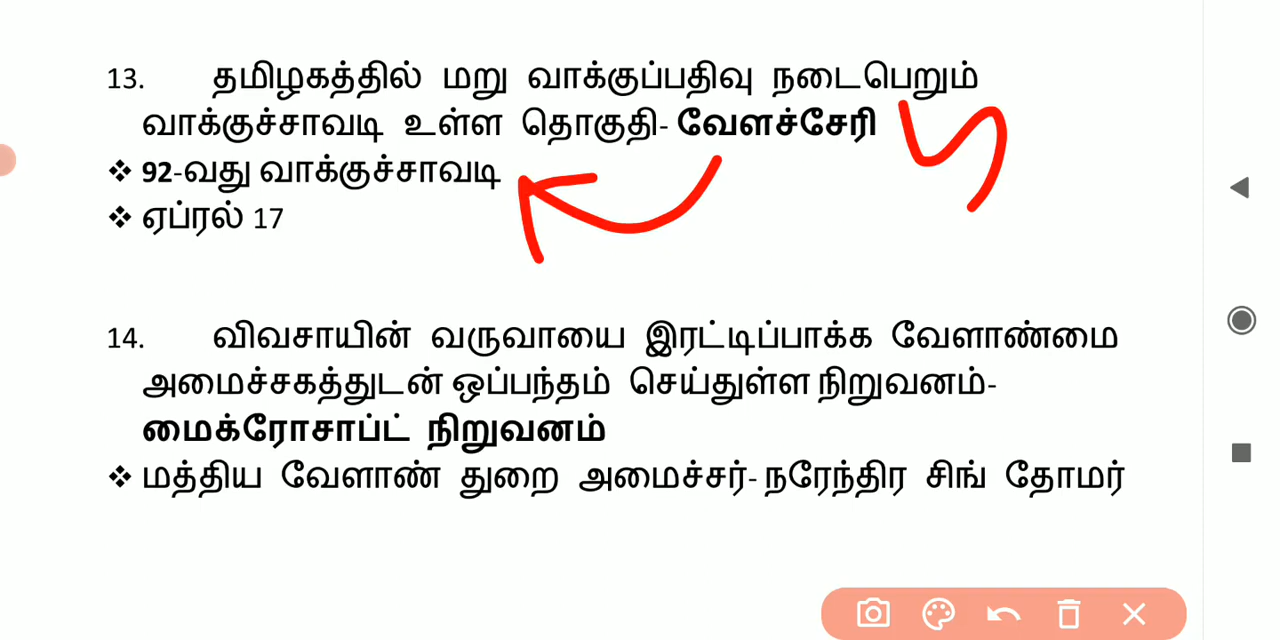 13. தமிழகத்தில் மறு வாக்குப்பதிவு நடைபெறும்
வாக்குச்சாவடி உள்ள தொகுதி- வேளச்சேரி
❖ 92-வது வாக்குச்சாவடி
❖ ஏப்ரல் 17
14. விவசாயின் வருவாயை இரட்டிப்பாக்க வேளாண்மை
அமைச்சகத்துடன் ஒப்பந்தம் செய்துள்ள நிறுவனம்-
மைக்ரோசாப்ட் நிறுவனம்
❖ மத்திய வேளாண் துறை அமைச்சர்- நரேந்திர சிங் தோமர்